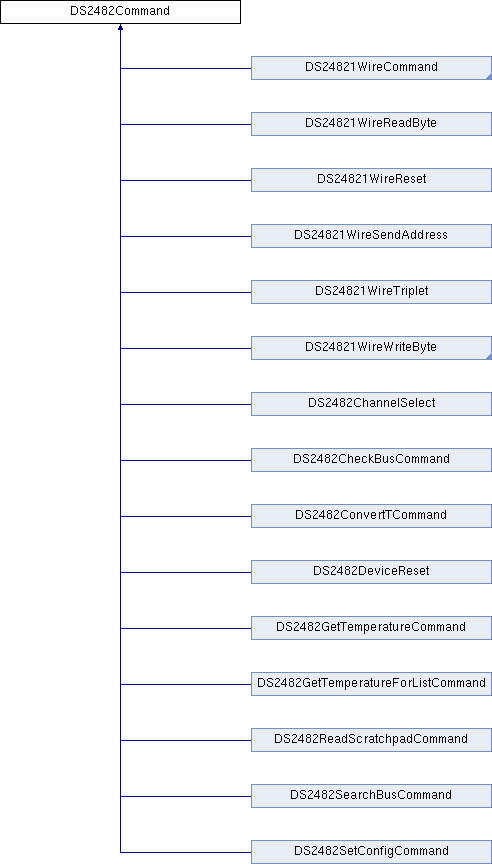 DS2482Command
DS24821WireCommand
DS24821WireReadByte
DS24821WireReset
DS24821WireSendAddress
DS24821WireTriplet
DS24821WireWriteByte
DS2482ChannelSelect
DS2482CheckBusCommand
DS2482ConvertTCommand
DS2482DeviceReset
DS2482GetTemperatureCommand
DS2482GetTemperatureForListCommand
DS2482ReadScratchpadCommand
DS2482SearchBusCommand
DS2482SetConfigCommand